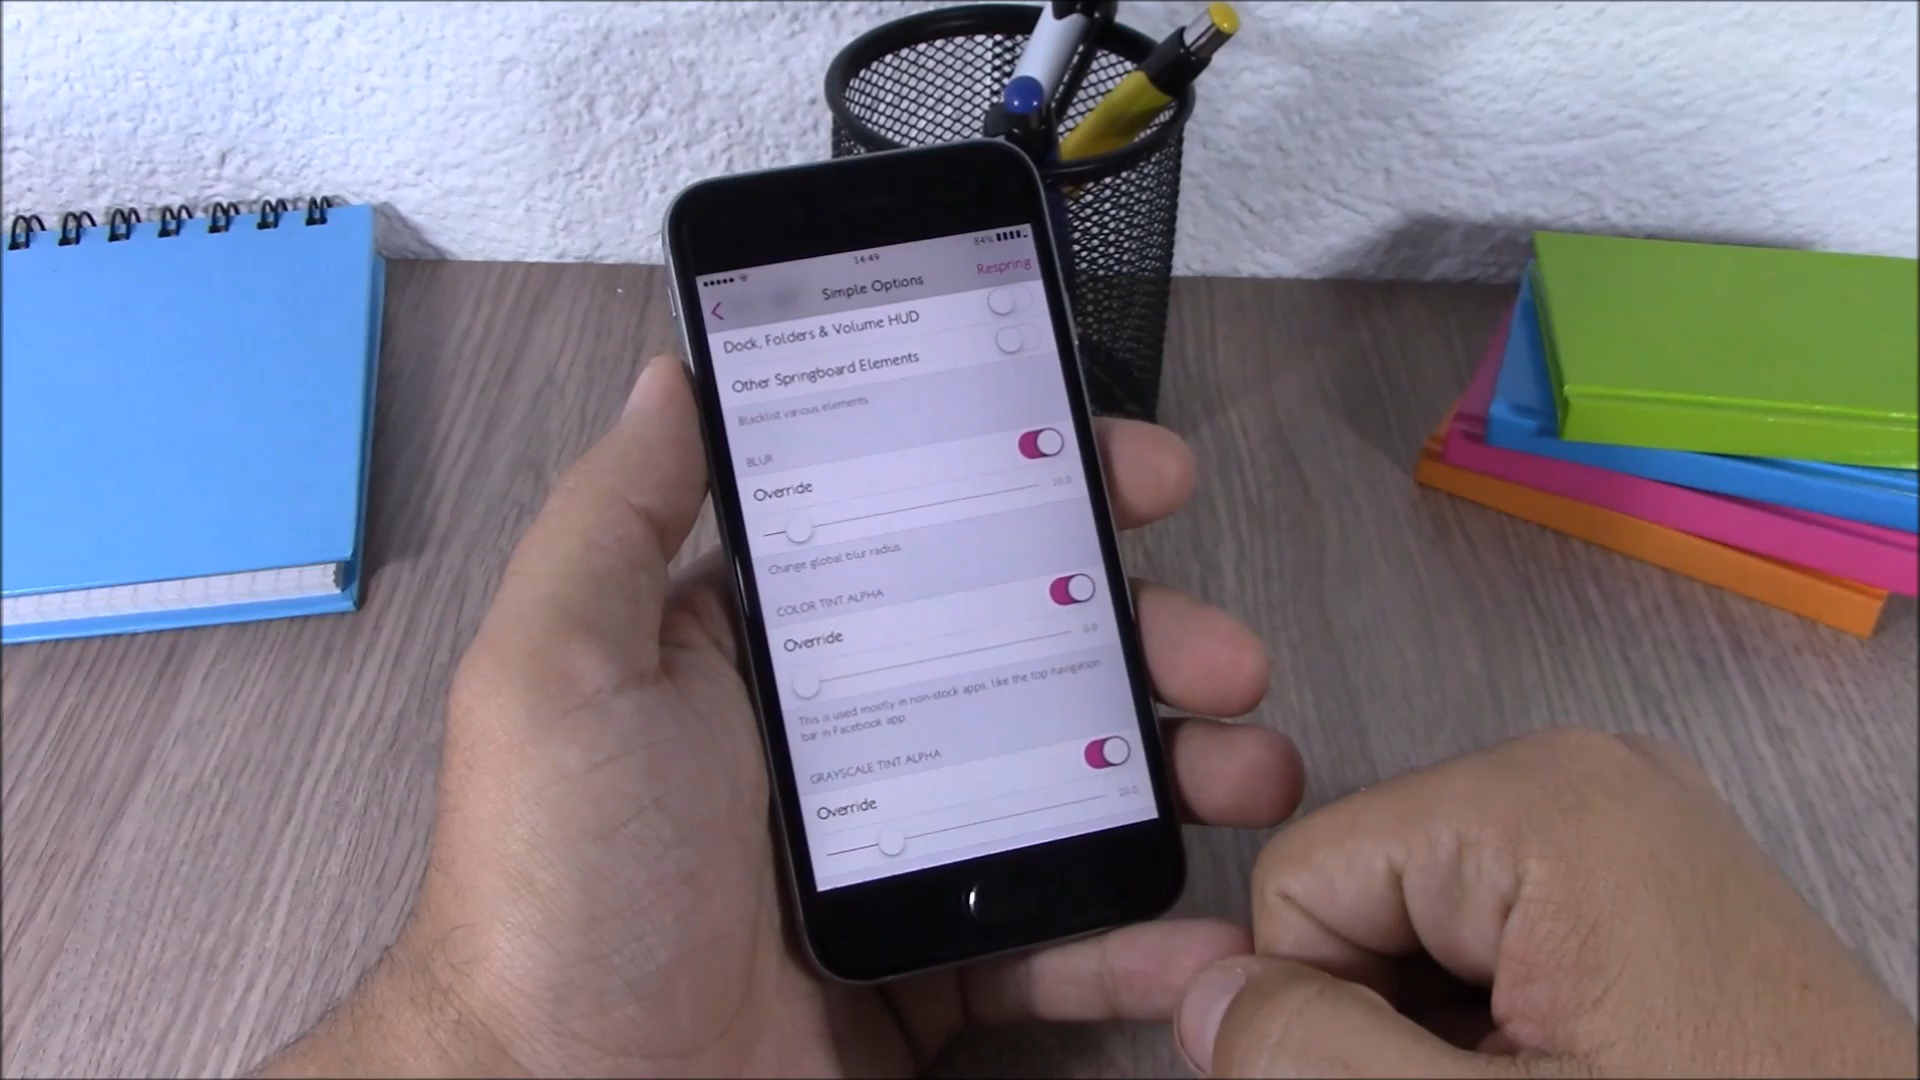 84%
14:49
Simple Options
Respring
Dock, Folders & Volume HUD
Other Springboard Elements
Blacklist various elements
BLUR
Override
10.0
Change global blur radius
COLOR TINT ALPHA
Override
0.0
This is used mostly in non-stock apps, like the top navigation
bar in Facebook app
GRAYSCALE TINT ALPHA
Override
20.0